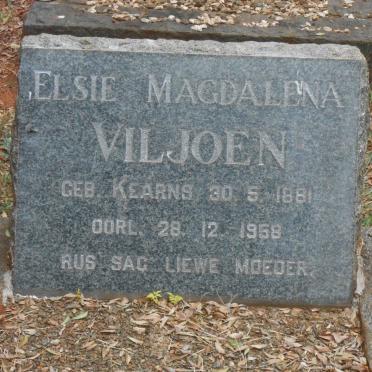 ELSIE MAGDALENA
VILJOEN
GEB. KEARNS 30. 5. 1881
OORL. 28. 12. 1958
RUS SAG LIEWE MOEDER.